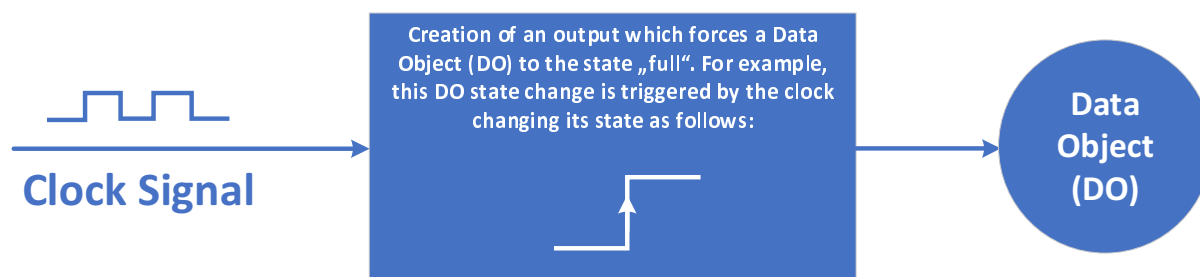 Creation of an output which forces a Data
Object (DO) to the state „full“. For example,
this DO state change is triggered by the clock
changing its state as follows:
Clock Signal
Data
Object
(DO)